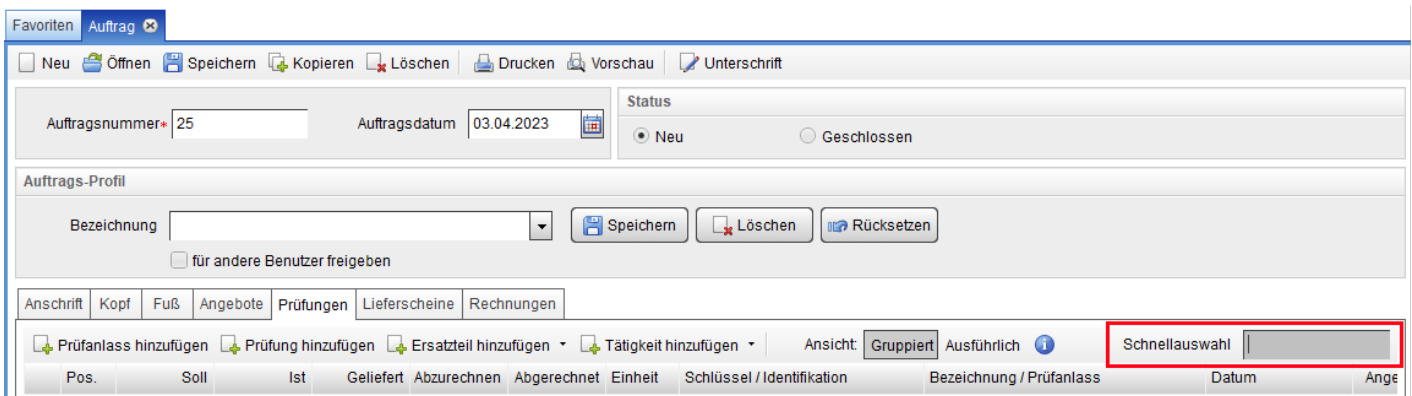 Favoriten Auftrag
Neu Öffnen Speichern Kopieren Löschen Drucken Vorschau Unterschrift
Auftragsnummer* 25 Auftragsdatum 03.04.2023
Status
Neu Geschlossen
Auftrags-Profil
Bezeichnung Speichern Löschen Rücksetzen
für andere Benutzer freigeben
Anschrift Kopf Fuß Angebote Prüfungen Lieferscheine Rechnungen
Prüfanlass hinzufügen Prüfung hinzufügen Ersatzteil hinzufügen Tätigkeit hinzufügen Ansicht: Gruppiert Ausführlich Schnellauswahl
Pos. Soll Ist Geliefert Abzurechnen Abgerechnet Einheit Schlüssel / Identifikation Bezeichnung / Prüfanlass Datum Ange